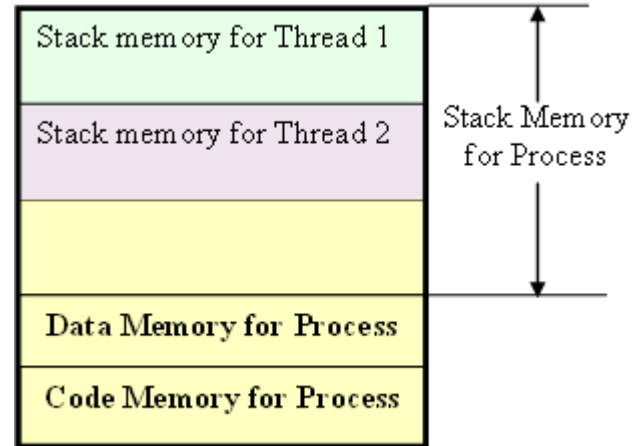 Stack memory for Thread 1
Stack memory for Thread 2
Stack Memory
for Process
Data Memory for Process
Code Memory for Process